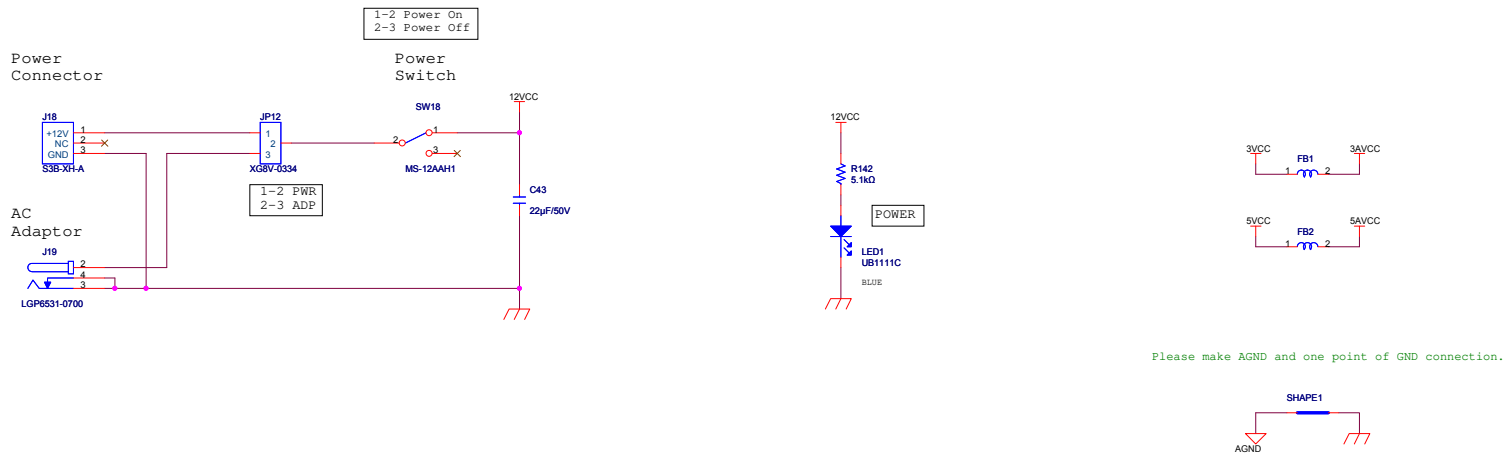 1-2 Power On
2-3 Power Off
Power
Connector
Power
Switch
J18
+12V
NC
GND
1
2
3
S3B-XH-A
JP12
1
2
3
XG8V-0334
1-2 PWR
2-3 ADP
SW18
2
1
3
MS-12AAH1
12VCC
C43
22µF/50V
AC
Adaptor
J19
2
4
3
LGP6531-0700
12VCC
R142
5.1kΩ
POWER
LED1
UB1111C
BLUE
3VCC
FB1
3AVCC
1
2
5VCC
FB2
5AVCC
1
2
Please make AGND and one point of GND connection.
SHAPE1
AGND